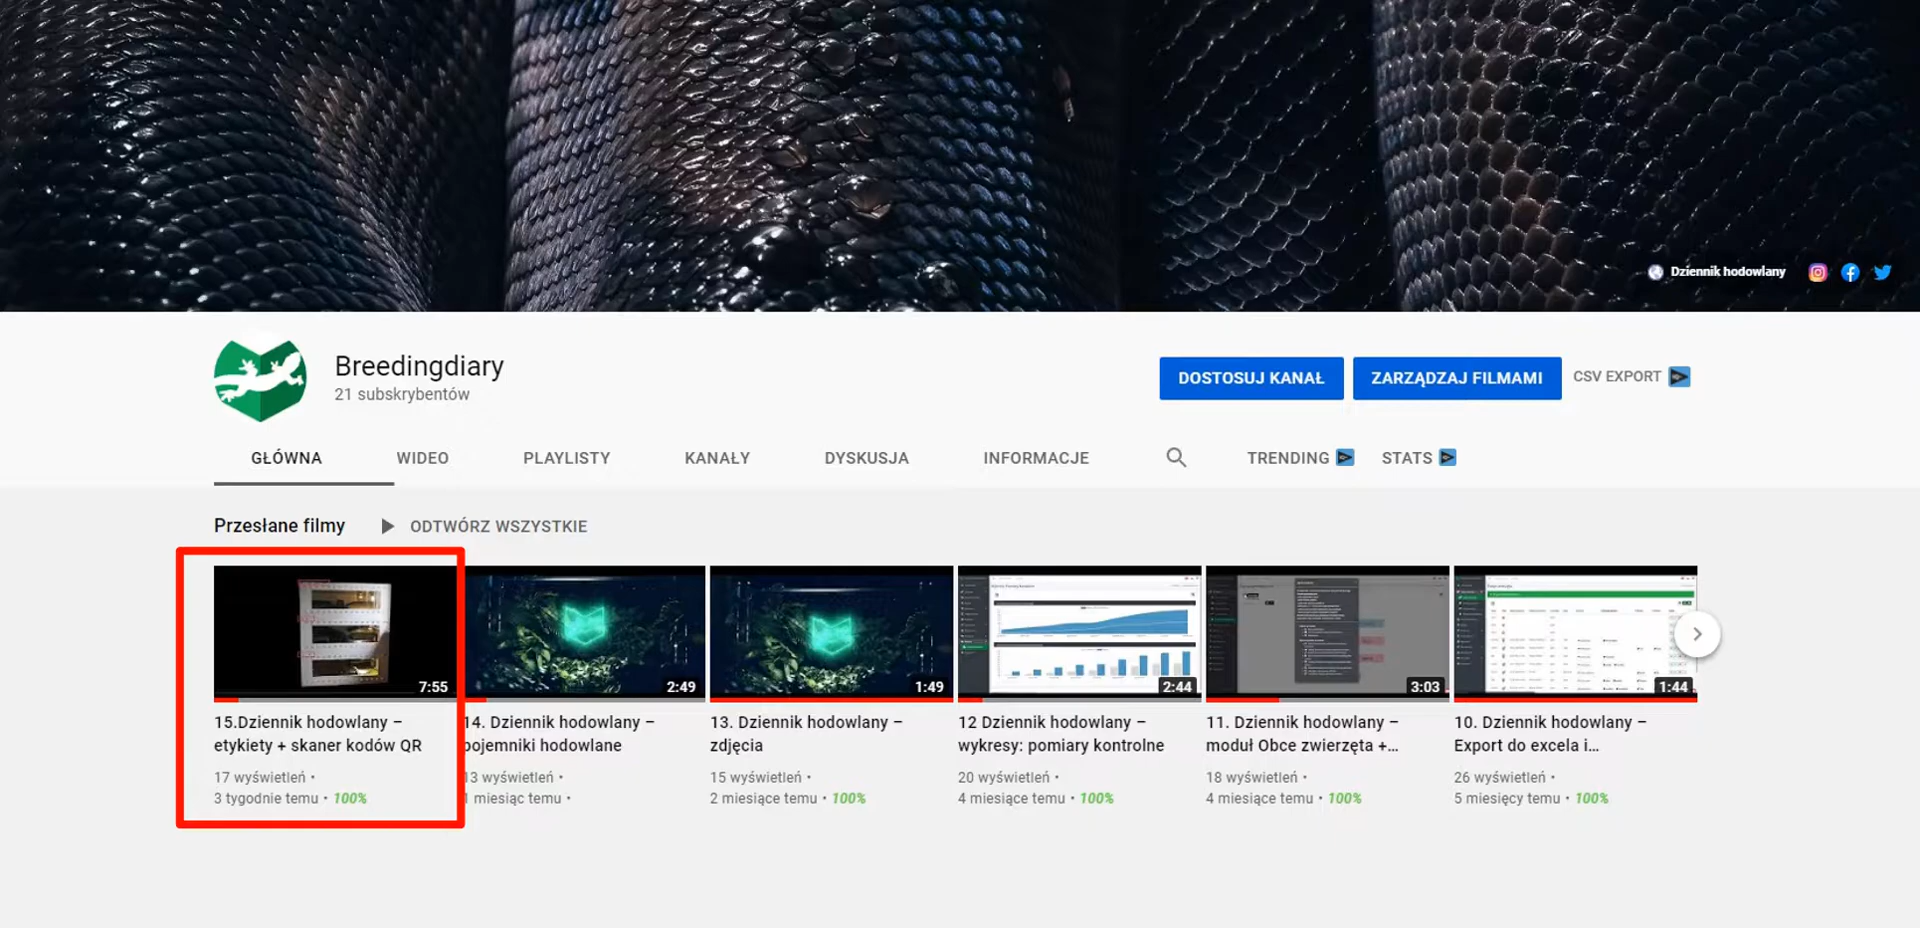 Dziennik hodowlany
Breedingdiary
21 subskrybentów
DOSTOSUJ KANAŁ
ZARZĄDZAJ FILMAMI
CSV EXPORT
GŁÓWNA
WIDEO
PLAYLISTY
KANAŁY
DYSKUSJA
INFORMACJE
TRENDING
STATS
Przesłane filmy
ODTWÓRZ WSZYSTKIE
7:55
15.Dziennik hodowlany –
etykiety + skaner kodów QR
17 wyświetleń •
3 tygodnie temu • 100%
2:49
14. Dziennik hodowlany –
pojemniki hodowlane
13 wyświetleń •
1 miesiąc temu •
1:49
13. Dziennik hodowlany –
zdjęcia
15 wyświetleń •
2 miesiące temu • 100%
2:44
12 Dziennik hodowlany –
wykresy: pomiary kontrolne
20 wyświetleń •
4 miesiące temu • 100%
3:03
11. Dziennik hodowlany –
moduł Obce zwierzęta +...
18 wyświetleń •
4 miesiące temu • 100%
1:44
10. Dziennik hodowlany –
Export do excela i...
26 wyświetleń •
5 miesięcy temu • 100%